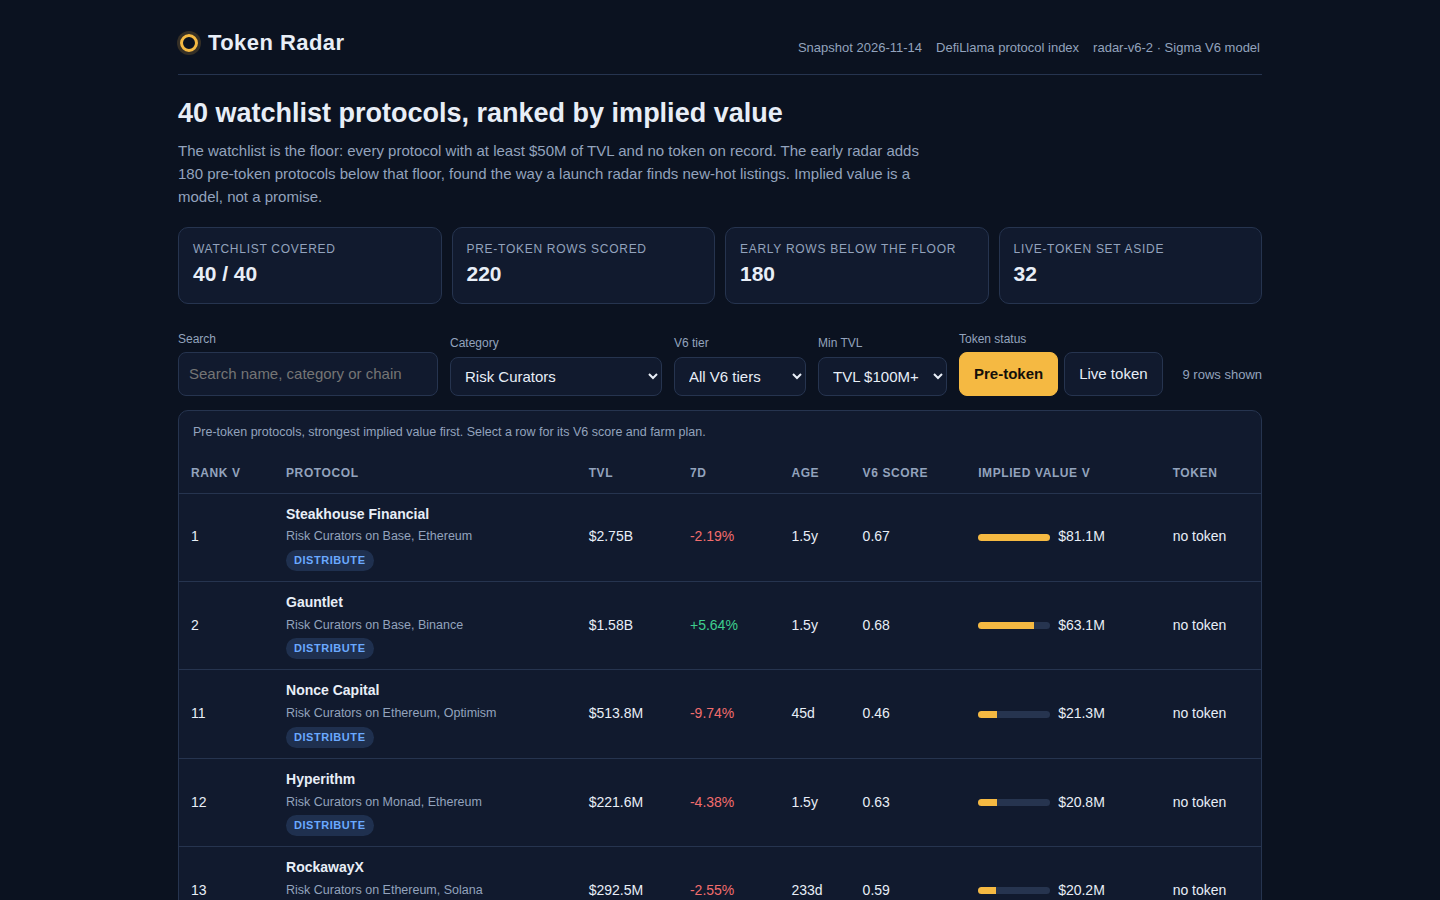 Token Radar
Snapshot 2026-11-14 DefiLlama protocol index radar-v6-2 · Sigma V6 model
40 watchlist protocols, ranked by implied value
The watchlist is the floor: every protocol with at least $50M of TVL and no token on record. The early radar adds
180 pre-token protocols below that floor, found the way a launch radar finds new-hot listings. Implied value is a
model, not a promise.
WATCHLIST COVERED
40 / 40
PRE-TOKEN ROWS SCORED
220
EARLY ROWS BELOW THE FLOOR
180
LIVE-TOKEN SET ASIDE
32
Search
Search name, category or chain
Category
Risk Curators
V6 tier
All V6 tiers
Min TVL
TVL $100M+
Token status
Pre-token Live token
9 rows shown
Pre-token protocols, strongest implied value first. Select a row for its V6 score and farm plan.
RANK V PROTOCOL TVL 7D AGE V6 SCORE IMPLIED VALUE V TOKEN
Steakhouse Financial
1 Risk Curators on Base, Ethereum $2.75B -2.19% 1.5y 0.67 $81.1M no token
DISTRIBUTE
Gauntlet
2 Risk Curators on Base, Binance $1.58B +5.64% 1.5y 0.68 $63.1M no token
DISTRIBUTE
Nonce Capital
11 Risk Curators on Ethereum, Optimism $513.8M -9.74% 45d 0.46 $21.3M no token
DISTRIBUTE
Hyperithm
12 Risk Curators on Monad, Ethereum $221.6M -4.38% 1.5y 0.63 $20.8M no token
DISTRIBUTE
RockawayX
13 Risk Curators on Ethereum, Solana $292.5M -2.55% 233d 0.59 $20.2M no token